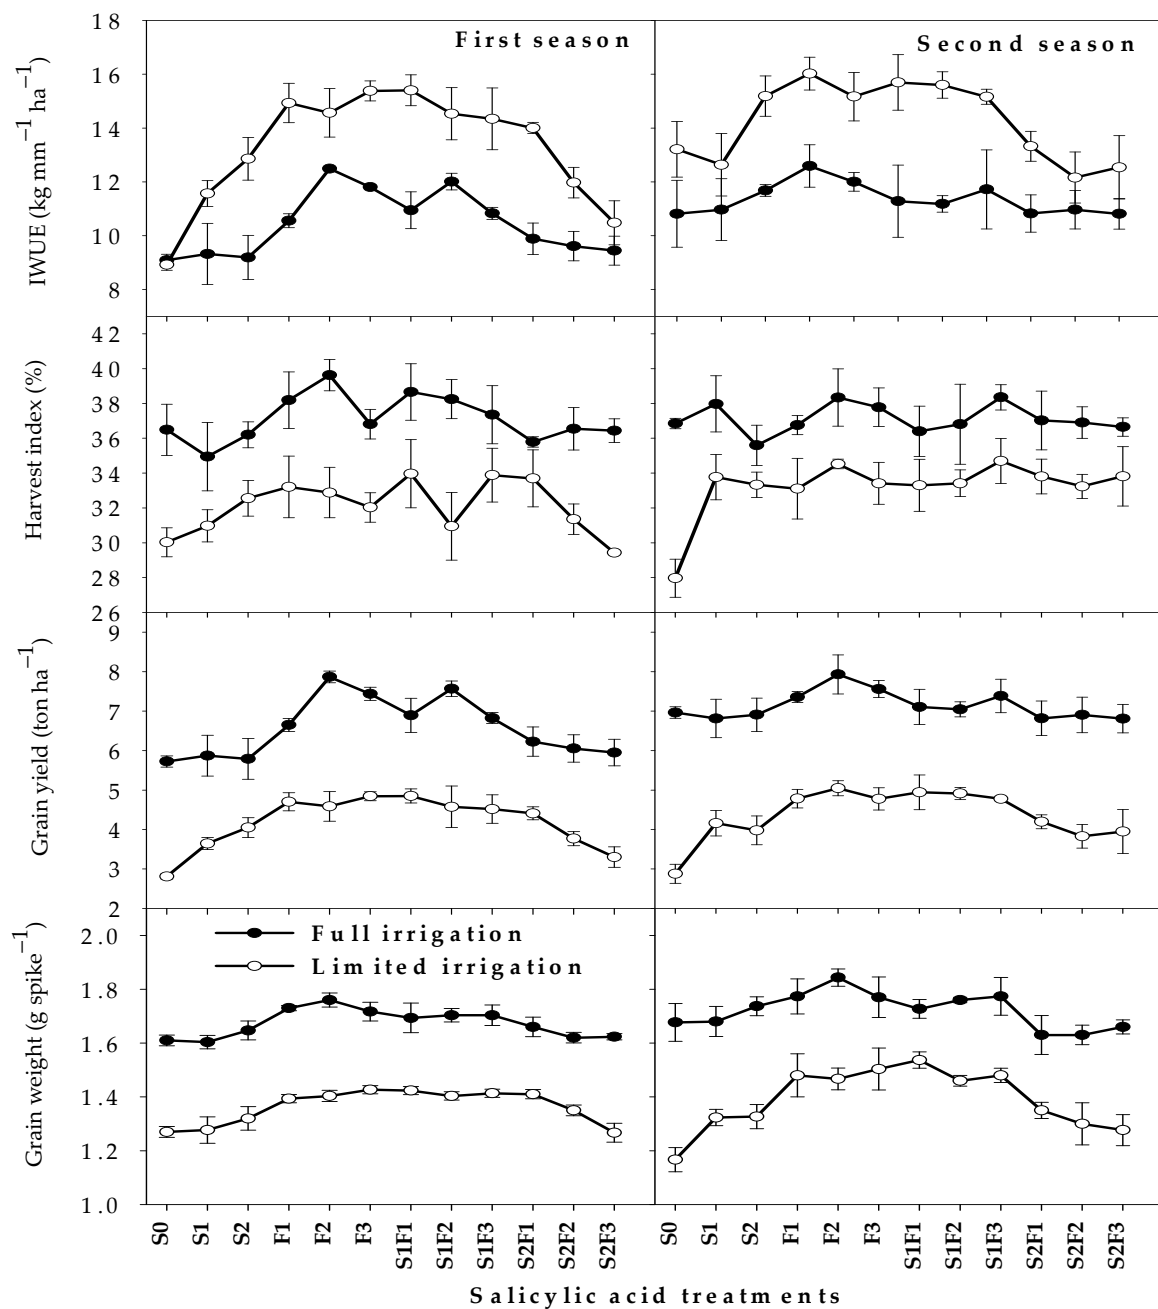 First season
Second season
IWUE (kg mm−1 ha−1)
18
16
14
12
10
8
Harvest index (%)
42
40
38
36
34
32
30
28
26
Grain yield (ton ha−1)
9
8
7
6
5
4
3
2
Grain weight (g spike−1)
2.0
1.8
1.6
1.4
1.2
1.0
Full irrigation
Limited irrigation
S0 S1 S2 F1 F2 F3 S1F1 S1F2 S1F3 S2F1 S2F2 S2F3
S0 S1 S2 F1 F2 F3 S1F1 S1F2 S1F3 S2F1 S2F2 S2F3
Salicylic acid treatments